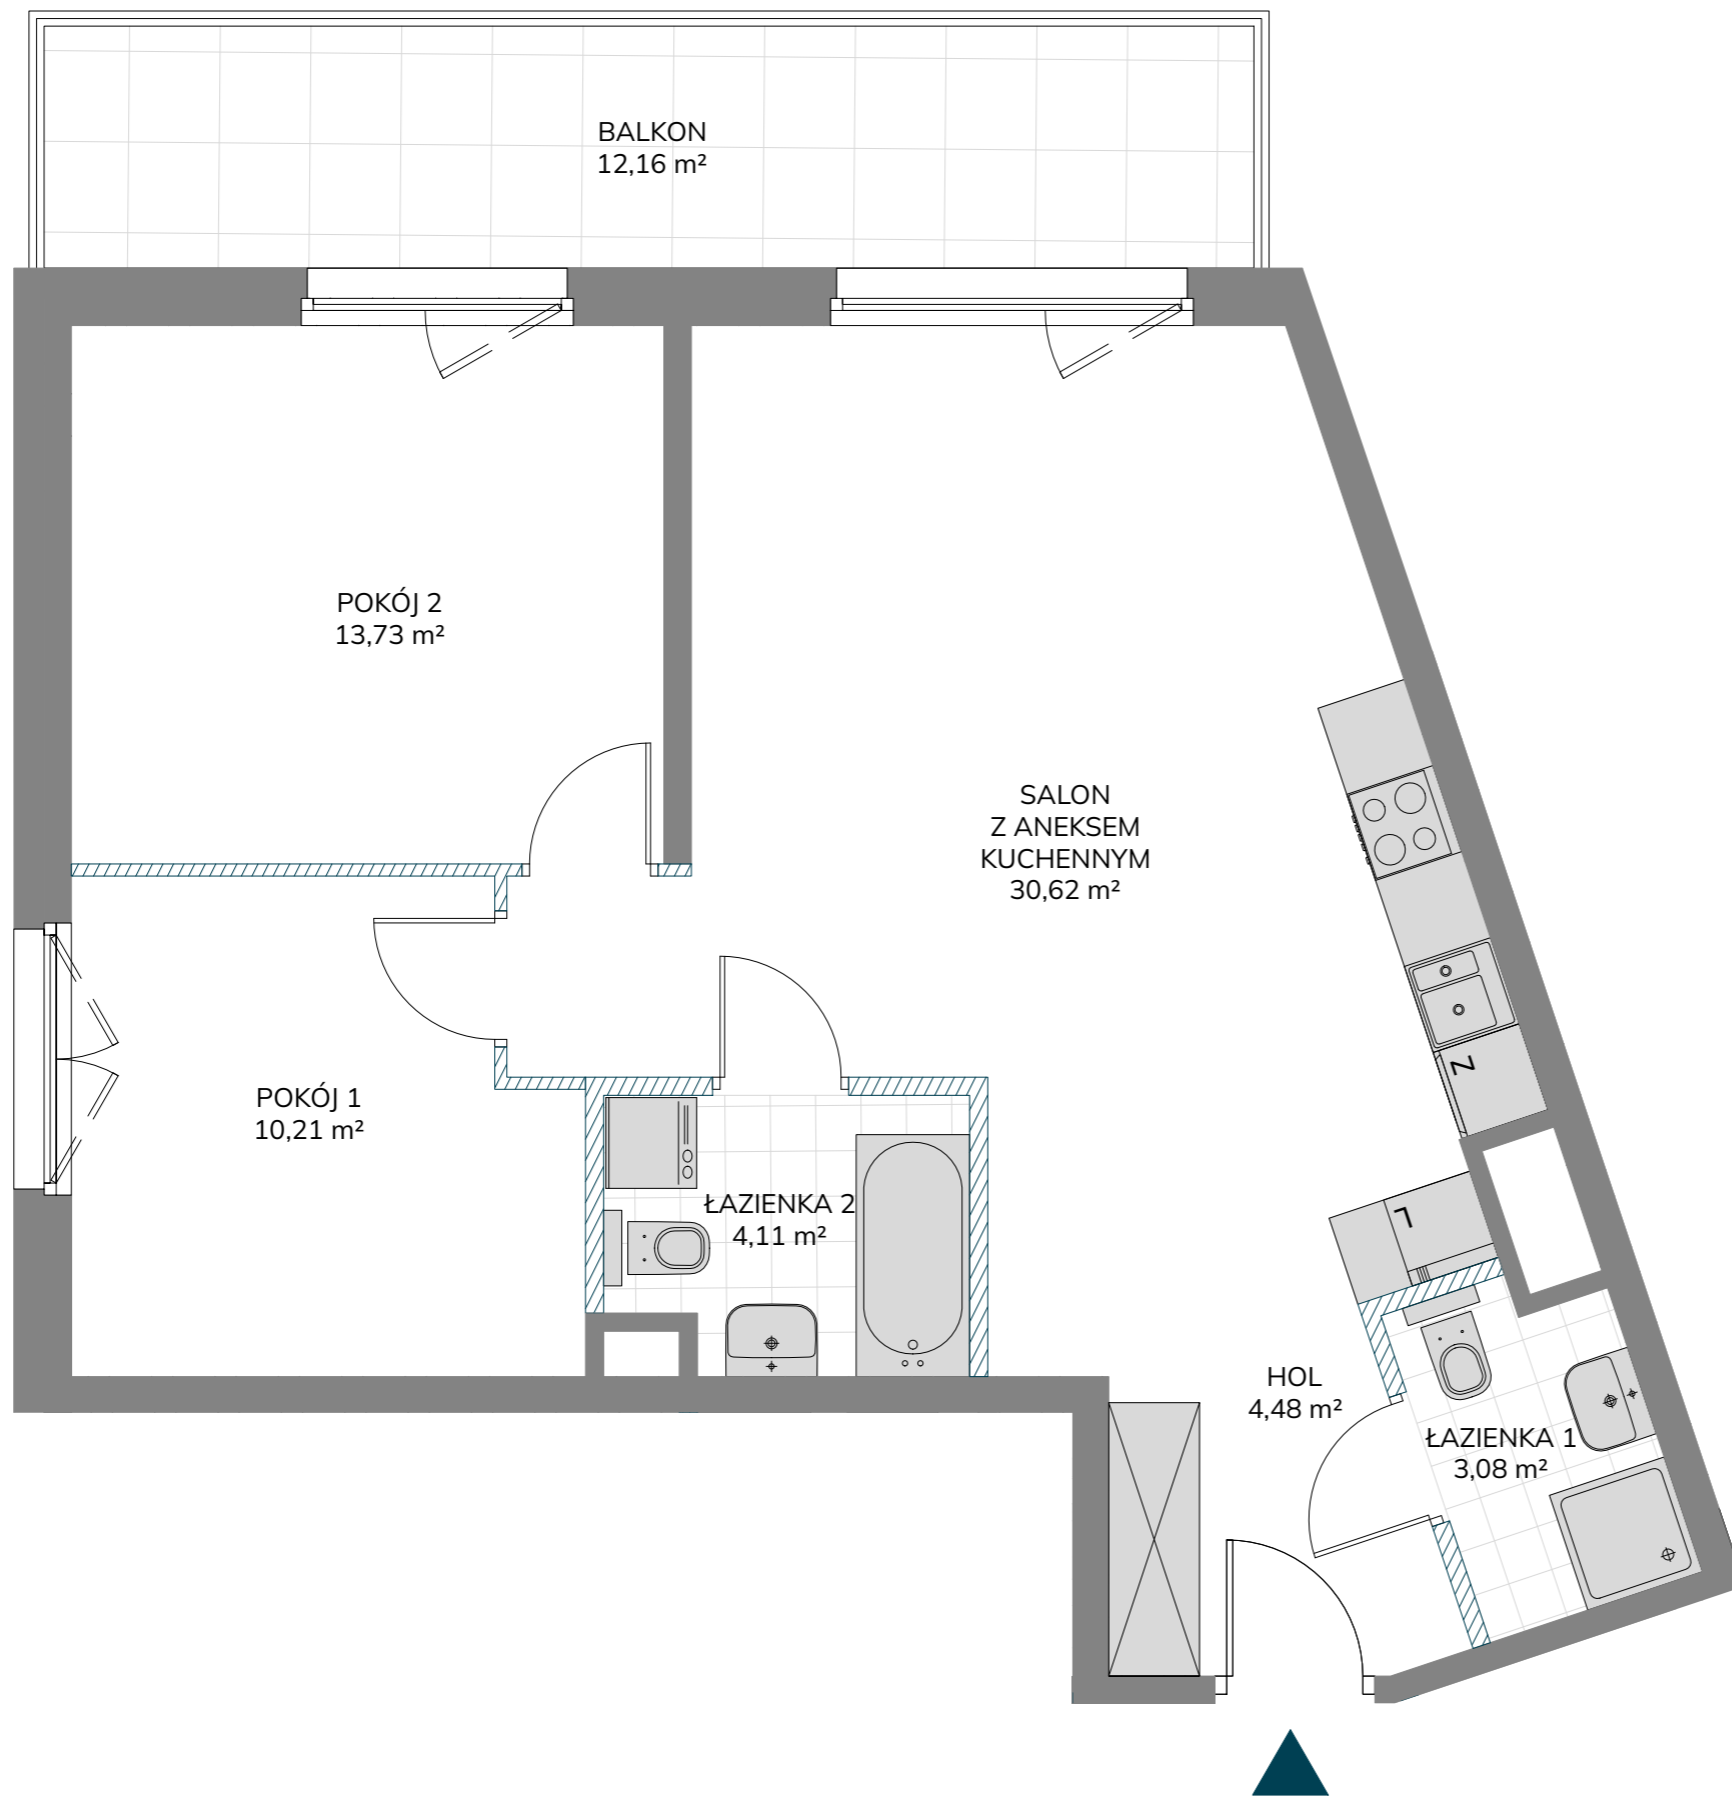 BALKON
12,16 m²
POKÓJ 2
13,73 m²
SALON
Z ANEKSEM
KUCHENNYM
30,62 m²
Z
POKÓJ 1
10,21 m²
ŁAZIENKA 2
4,11 m²
L
HOL
4,48 m²
ŁAZIENKA 1
3,08 m²